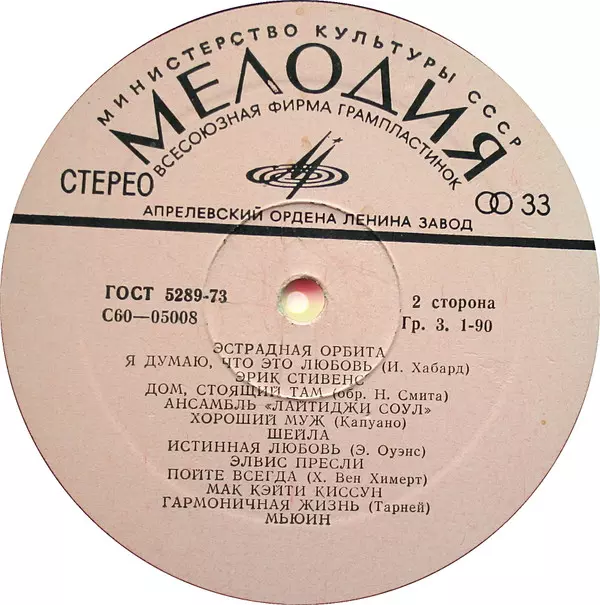 МИНИСТЕРСТВО КУЛЬТУРЫ СССР
МЕЛОДИЯ
ВСЕСОЮЗНАЯ ФИРМА ГРАМПЛАСТИНОК
СТЕРЕО
33
АПРЕЛЕВСКИЙ ОРДЕНА ЛЕНИНА ЗАВОД
ГОСТ 5289-73
2 сторона
С60—05008
Гр. 3. 1-90
ЭСТРАДНАЯ ОРБИТА
Я ДУМАЮ, ЧТО ЭТО ЛЮБОВЬ (И. Хабард)
ЭРИК СТИВЕНС
ДОМ, СТОЯЩИЙ ТАМ (обр. Н. Смита)
АНСАМБЛЬ «ЛАЙТИДЖИ СОУЛ»
ХОРОШИЙ МУЖ (Капуано)
ШЕЙЛА
ИСТИННАЯ ЛЮБОВЬ (Э. Оуэнс)
ЭЛВИС ПРЕСЛИ
ПОЙТЕ ВСЕГДА (Х. Вен Химерт)
МАК КЭЙТИ КИССУН
ГАРМОНИЧНАЯ ЖИЗНЬ (Тарней)
МЬЮИН